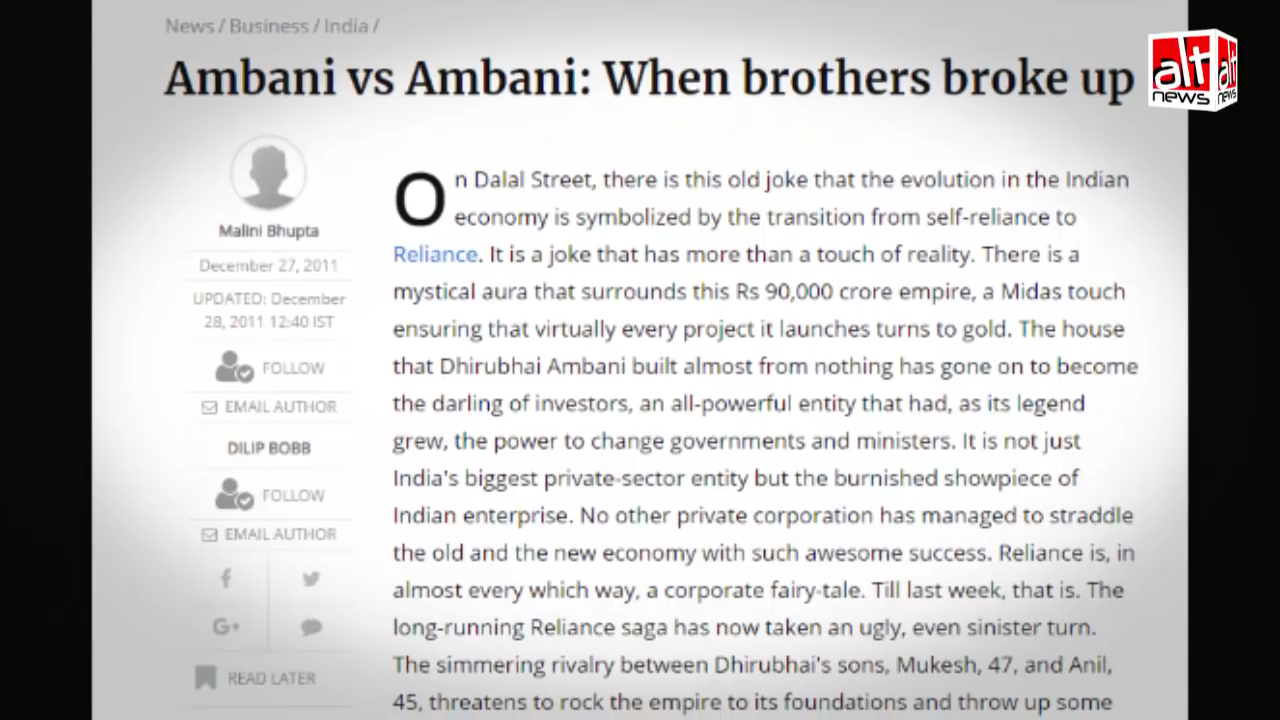 News / Business / India /
Ambani vs Ambani: When brothers broke up
alt
news
alt
news
Malini Bhupta
December 27, 2011
UPDATED: December
28, 2011 12:40 IST
FOLLOW
EMAIL AUTHOR
DILIP BOBB
FOLLOW
EMAIL AUTHOR
G+
READ LATER
On Dalal Street, there is this old joke that the evolution in the Indian
economy is symbolized by the transition from self-reliance to
Reliance. It is a joke that has more than a touch of reality. There is a
mystical aura that surrounds this Rs 90,000 crore empire, a Midas touch
ensuring that virtually every project it launches turns to gold. The house
that Dhirubhai Ambani built almost from nothing has gone on to become
the darling of investors, an all-powerful entity that had, as its legend
grew, the power to change governments and ministers. It is not just
India's biggest private-sector entity but the burnished showpiece of
Indian enterprise. No other private corporation has managed to straddle
the old and the new economy with such awesome success. Reliance is, in
almost every which way, a corporate fairy-tale. Till last week, that is. The
long-running Reliance saga has now taken an ugly, even sinister turn.
The simmering rivalry between Dhirubhai's sons, Mukesh, 47, and Anil,
45, threatens to rock the empire to its foundations and throw up some